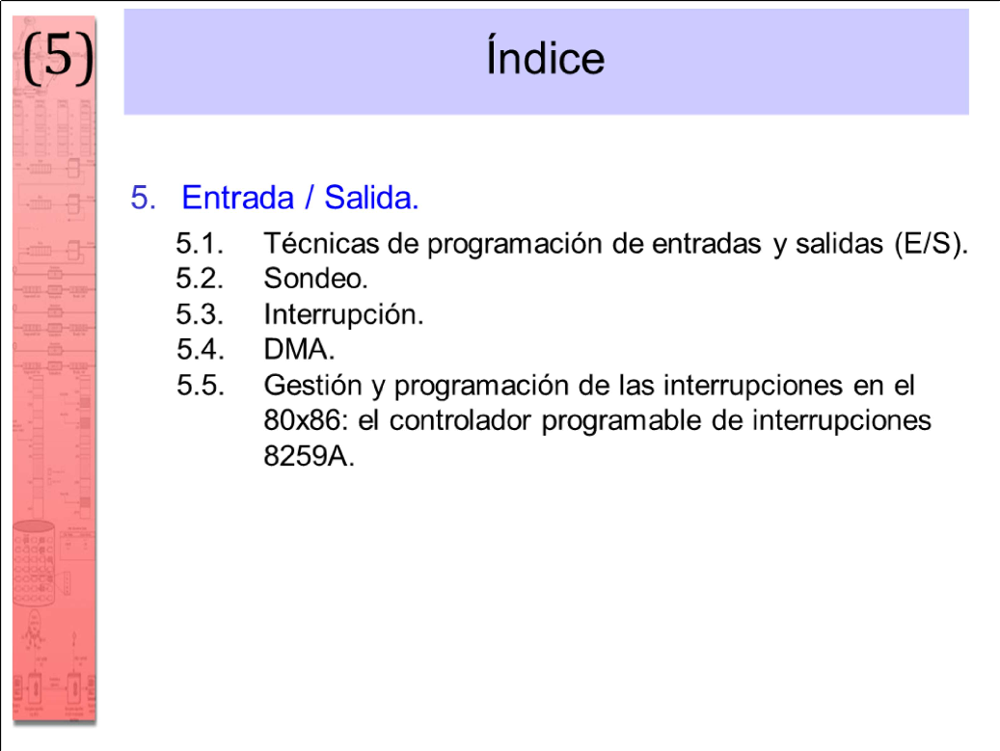 (5)
Índice
5. Entrada / Salida.
5.1. Técnicas de programación de entradas y salidas (E/S).
5.2. Sondeo.
5.3. Interrupción.
5.4. DMA.
5.5. Gestión y programación de las interrupciones en el
80x86: el controlador programable de interrupciones
8259A.